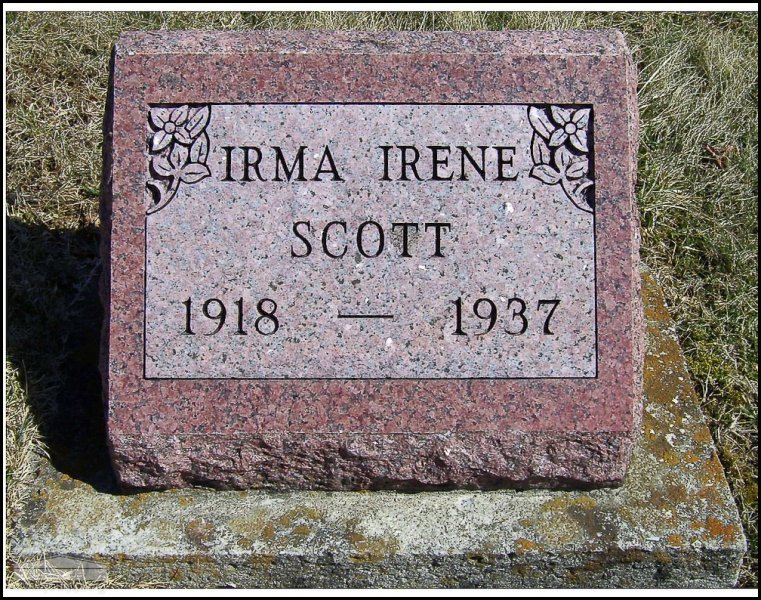 IRMA IRENE
SCOTT
1918 — 1937